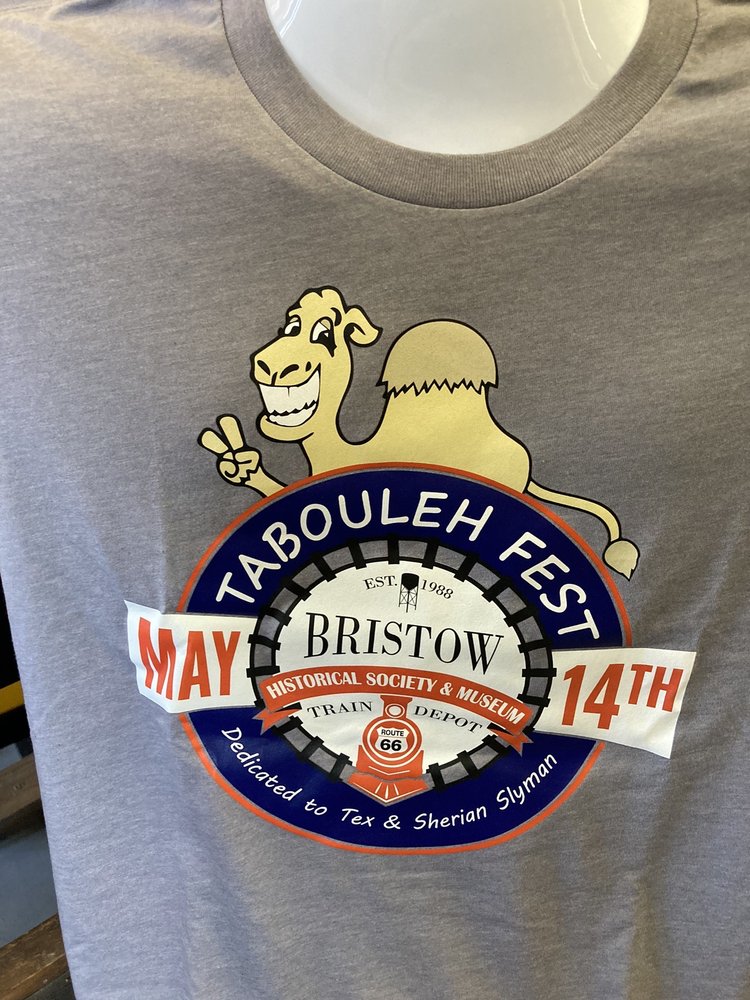 TABOULEH FEST
EST. 1988
BRISTOW
MAY
HISTORICAL SOCIETY & MUSEUM
14TH
TRAIN DEPOT
ROUTE
66
Dedicated to Tex & Sherian Slyman